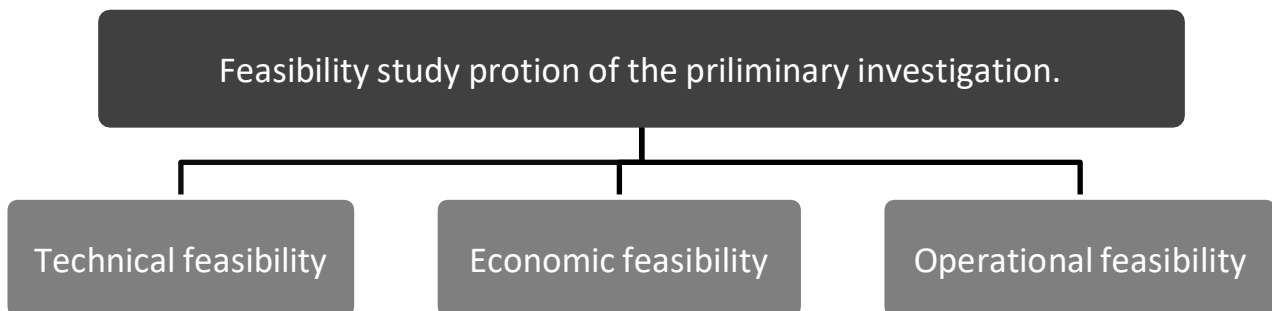 Feasibility study protion of the priliminary investigation.
Technical feasibility
Economic feasibility
Operational feasibility